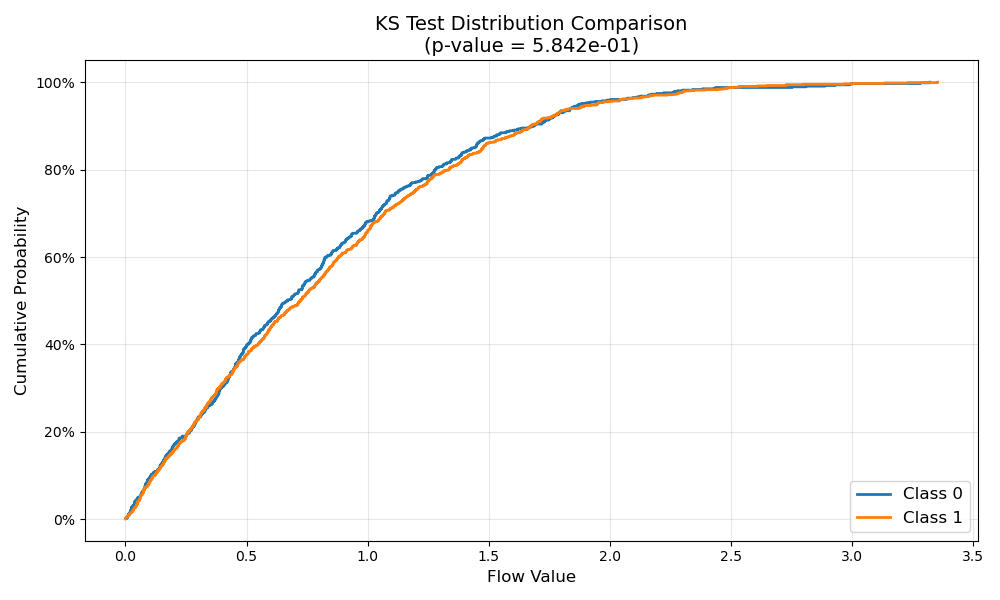 KS Test Distribution Comparison
(p-value = 5.842e-01)
Cumulative Probability
100%
80%
60%
40%
20%
0%
0.0
0.5
1.0
1.5
2.0
2.5
3.0
3.5
Flow Value
Class 0
Class 1